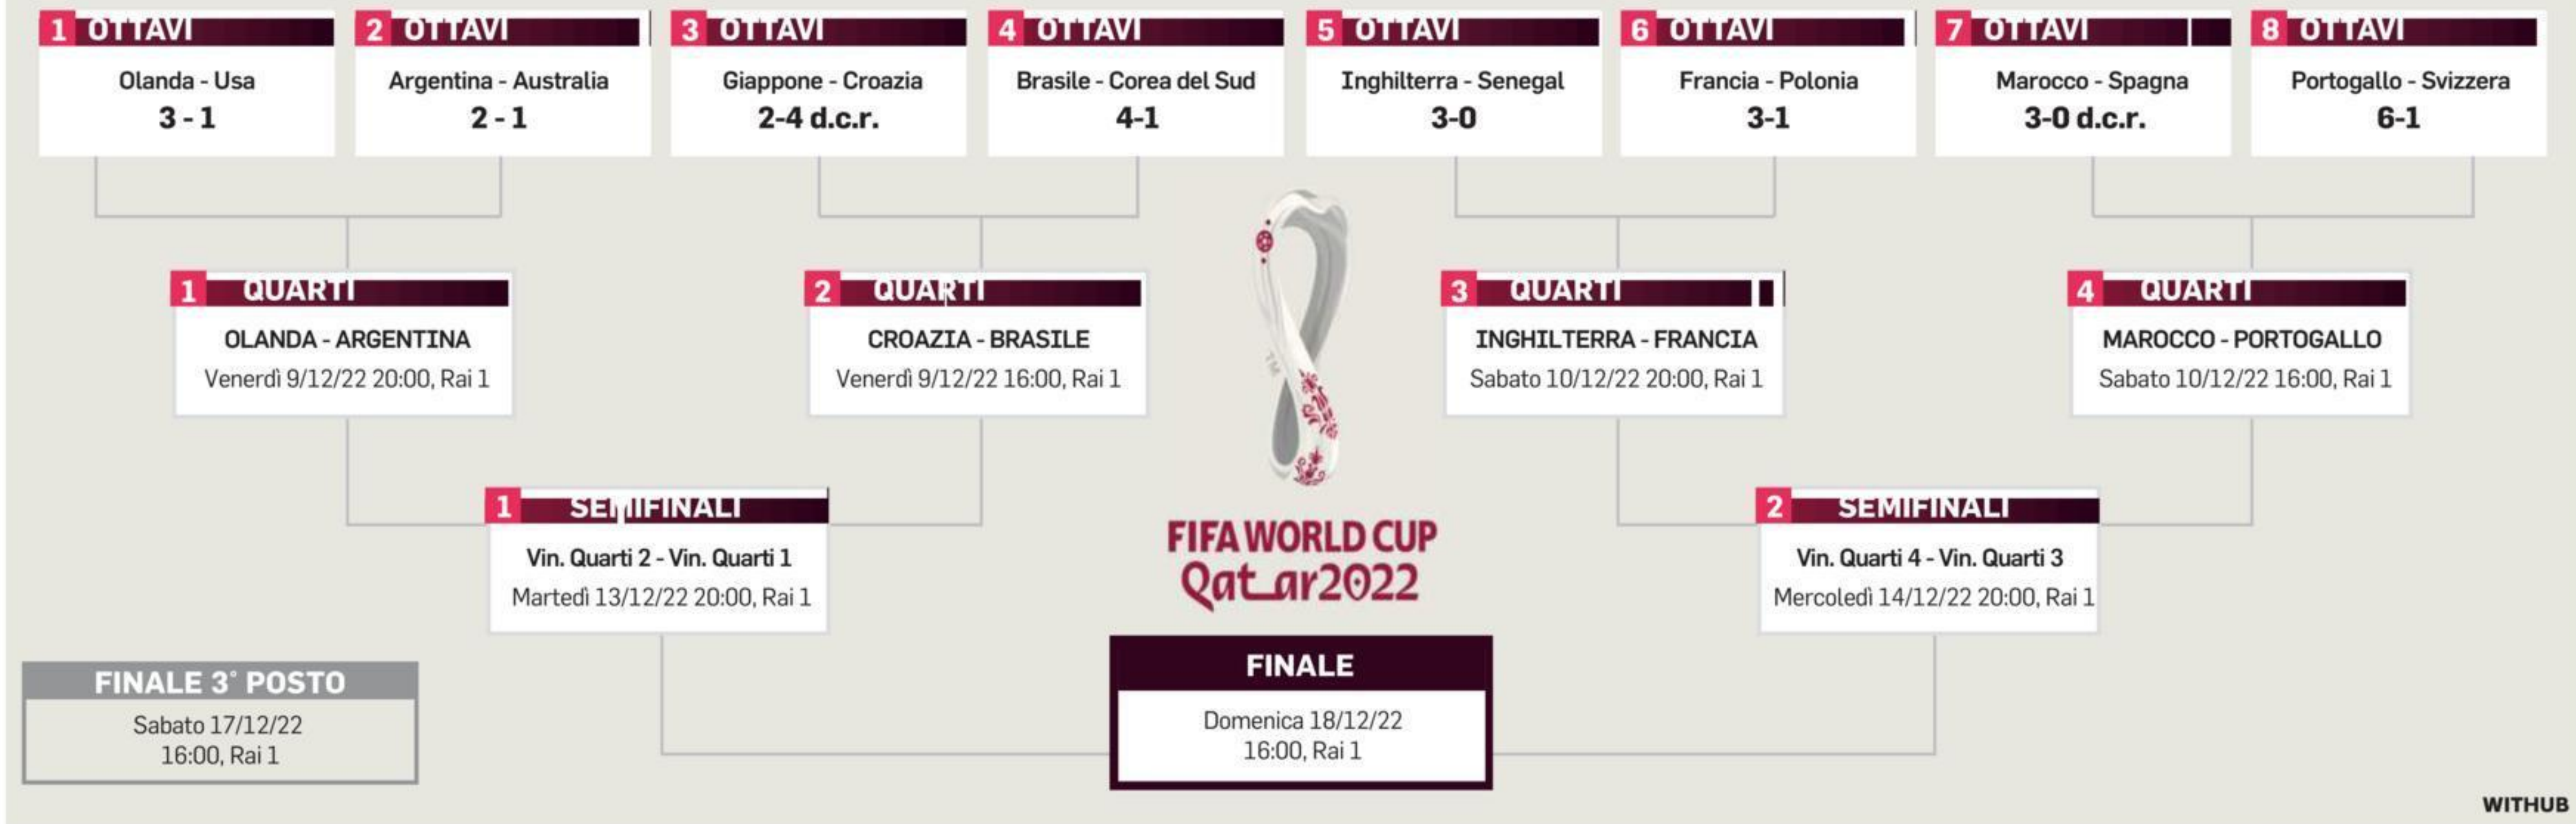 1 OTTAVI
Olanda - Usa
3 - 1
2 OTTAVI
Argentina - Australia
2 - 1
3 OTTAVI
Giappone - Croazia
2-4 d.c.r.
4 OTTAVI
Brasile - Corea del Sud
4-1
5 OTTAVI
Inghilterra - Senegal
3-0
6 OTTAVI
Francia - Polonia
3-1
7 OTTAVI
Marocco - Spagna
3-0 d.c.r.
8 OTTAVI
Portogallo - Svizzera
6-1
1 QUARTI
OLANDA - ARGENTINA
Venerdì 9/12/22 20:00, Rai 1
2 QUARTI
CROAZIA - BRASILE
Venerdì 9/12/22 16:00, Rai 1
3 QUARTI
INGHILTERRA - FRANCIA
Sabato 10/12/22 20:00, Rai 1
4 QUARTI
MAROCCO - PORTOGALLO
Sabato 10/12/22 16:00, Rai 1
1 SEMIFINALI
Vin. Quarti 2 - Vin. Quarti 1
Martedì 13/12/22 20:00, Rai 1
TM
FIFA WORLD CUP
Qatar2022
2 SEMIFINALI
Vin. Quarti 4 - Vin. Quarti 3
Mercoledì 14/12/22 20:00, Rai 1
FINALE 3° POSTO
Sabato 17/12/22
16:00, Rai 1
FINALE
Domenica 18/12/22
16:00, Rai 1
WITHUB